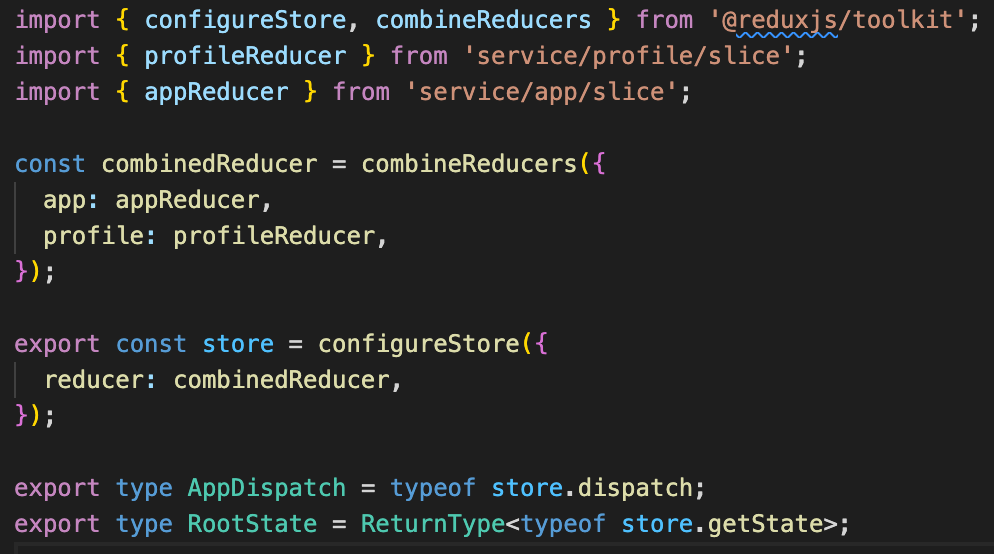 import { configureStore, combineReducers } from '@reduxjs/toolkit';
import { profileReducer } from 'service/profile/slice';
import { appReducer } from 'service/app/slice';
const combinedReducer = combineReducers({
app: appReducer,
profile: profileReducer,
});
export const store = configureStore({
reducer: combinedReducer,
});
export type AppDispatch = typeof store.dispatch;
export type RootState = ReturnType<typeof store.getState>;